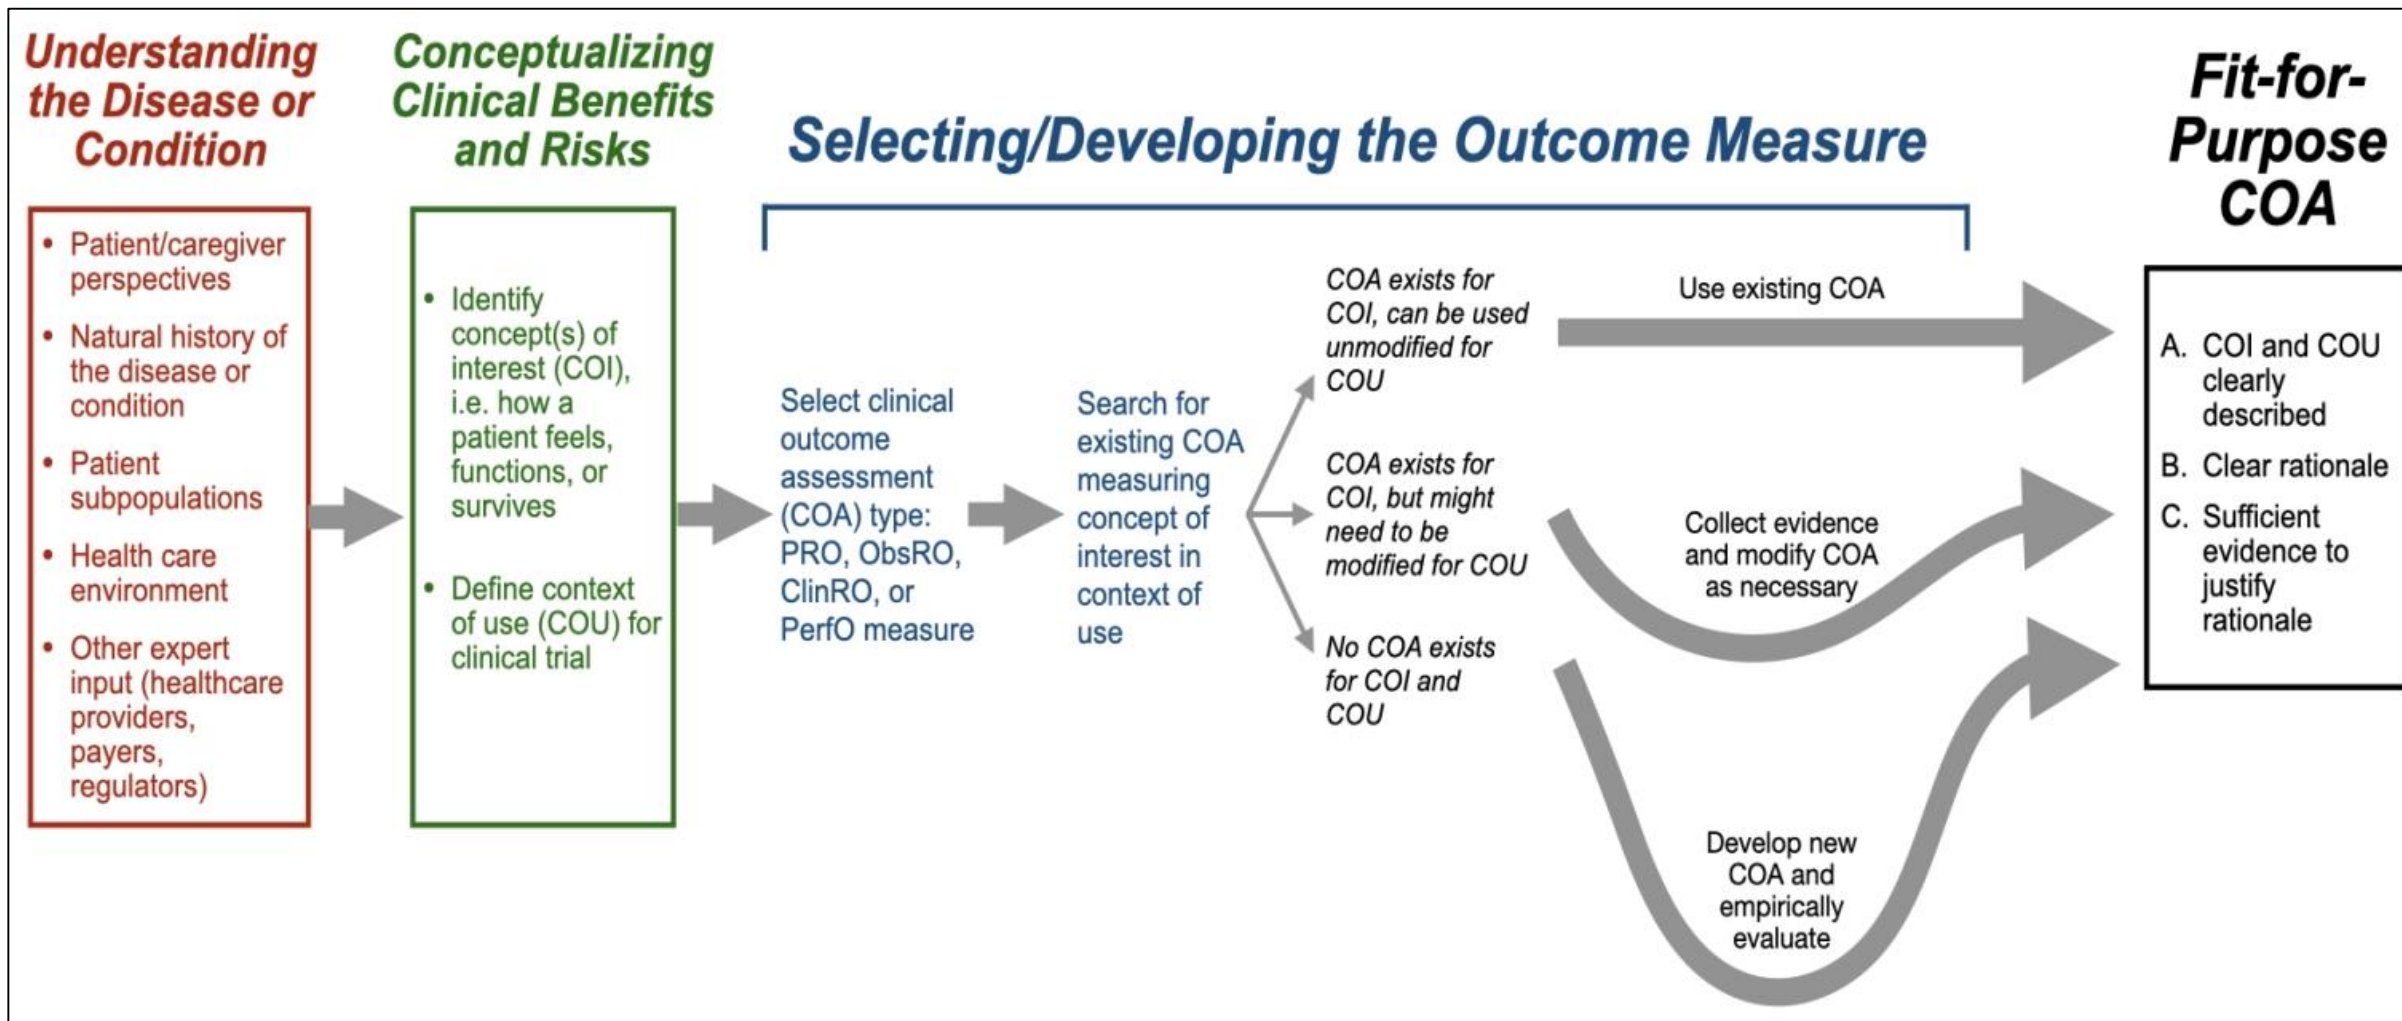 Understanding
the Disease or
Condition
• Patient/caregiver
perspectives
• Natural history of
the disease or
condition
• Patient
subpopulations
• Health care
environment
• Other expert
input (healthcare
providers,
payers,
regulators)
Conceptualizing
Clinical Benefits
and Risks
• Identify
concept(s) of
interest (COI),
i.e. how a
patient feels,
functions, or
survives
• Define context
of use (COU) for
clinical trial
Selecting/Developing the Outcome Measure
Select clinical
outcome
assessment
(COA) type:
PRO, ObsRO,
ClinRO, or
PerfO measure
Search for
existing COA
measuring
concept of
interest in
context of
use
COA exists for
COI, can be used
unmodified for
COU
Use existing COA
COA exists for
COI, but might
need to be
modified for COU
Collect evidence
and modify COA
as necessary
No COA exists
for COI and
COU
Develop new
COA and
empirically
evaluate
Fit-for-
Purpose
COA
A. COI and COU
clearly
described
B. Clear rationale
C. Sufficient
evidence to
justify
rationale